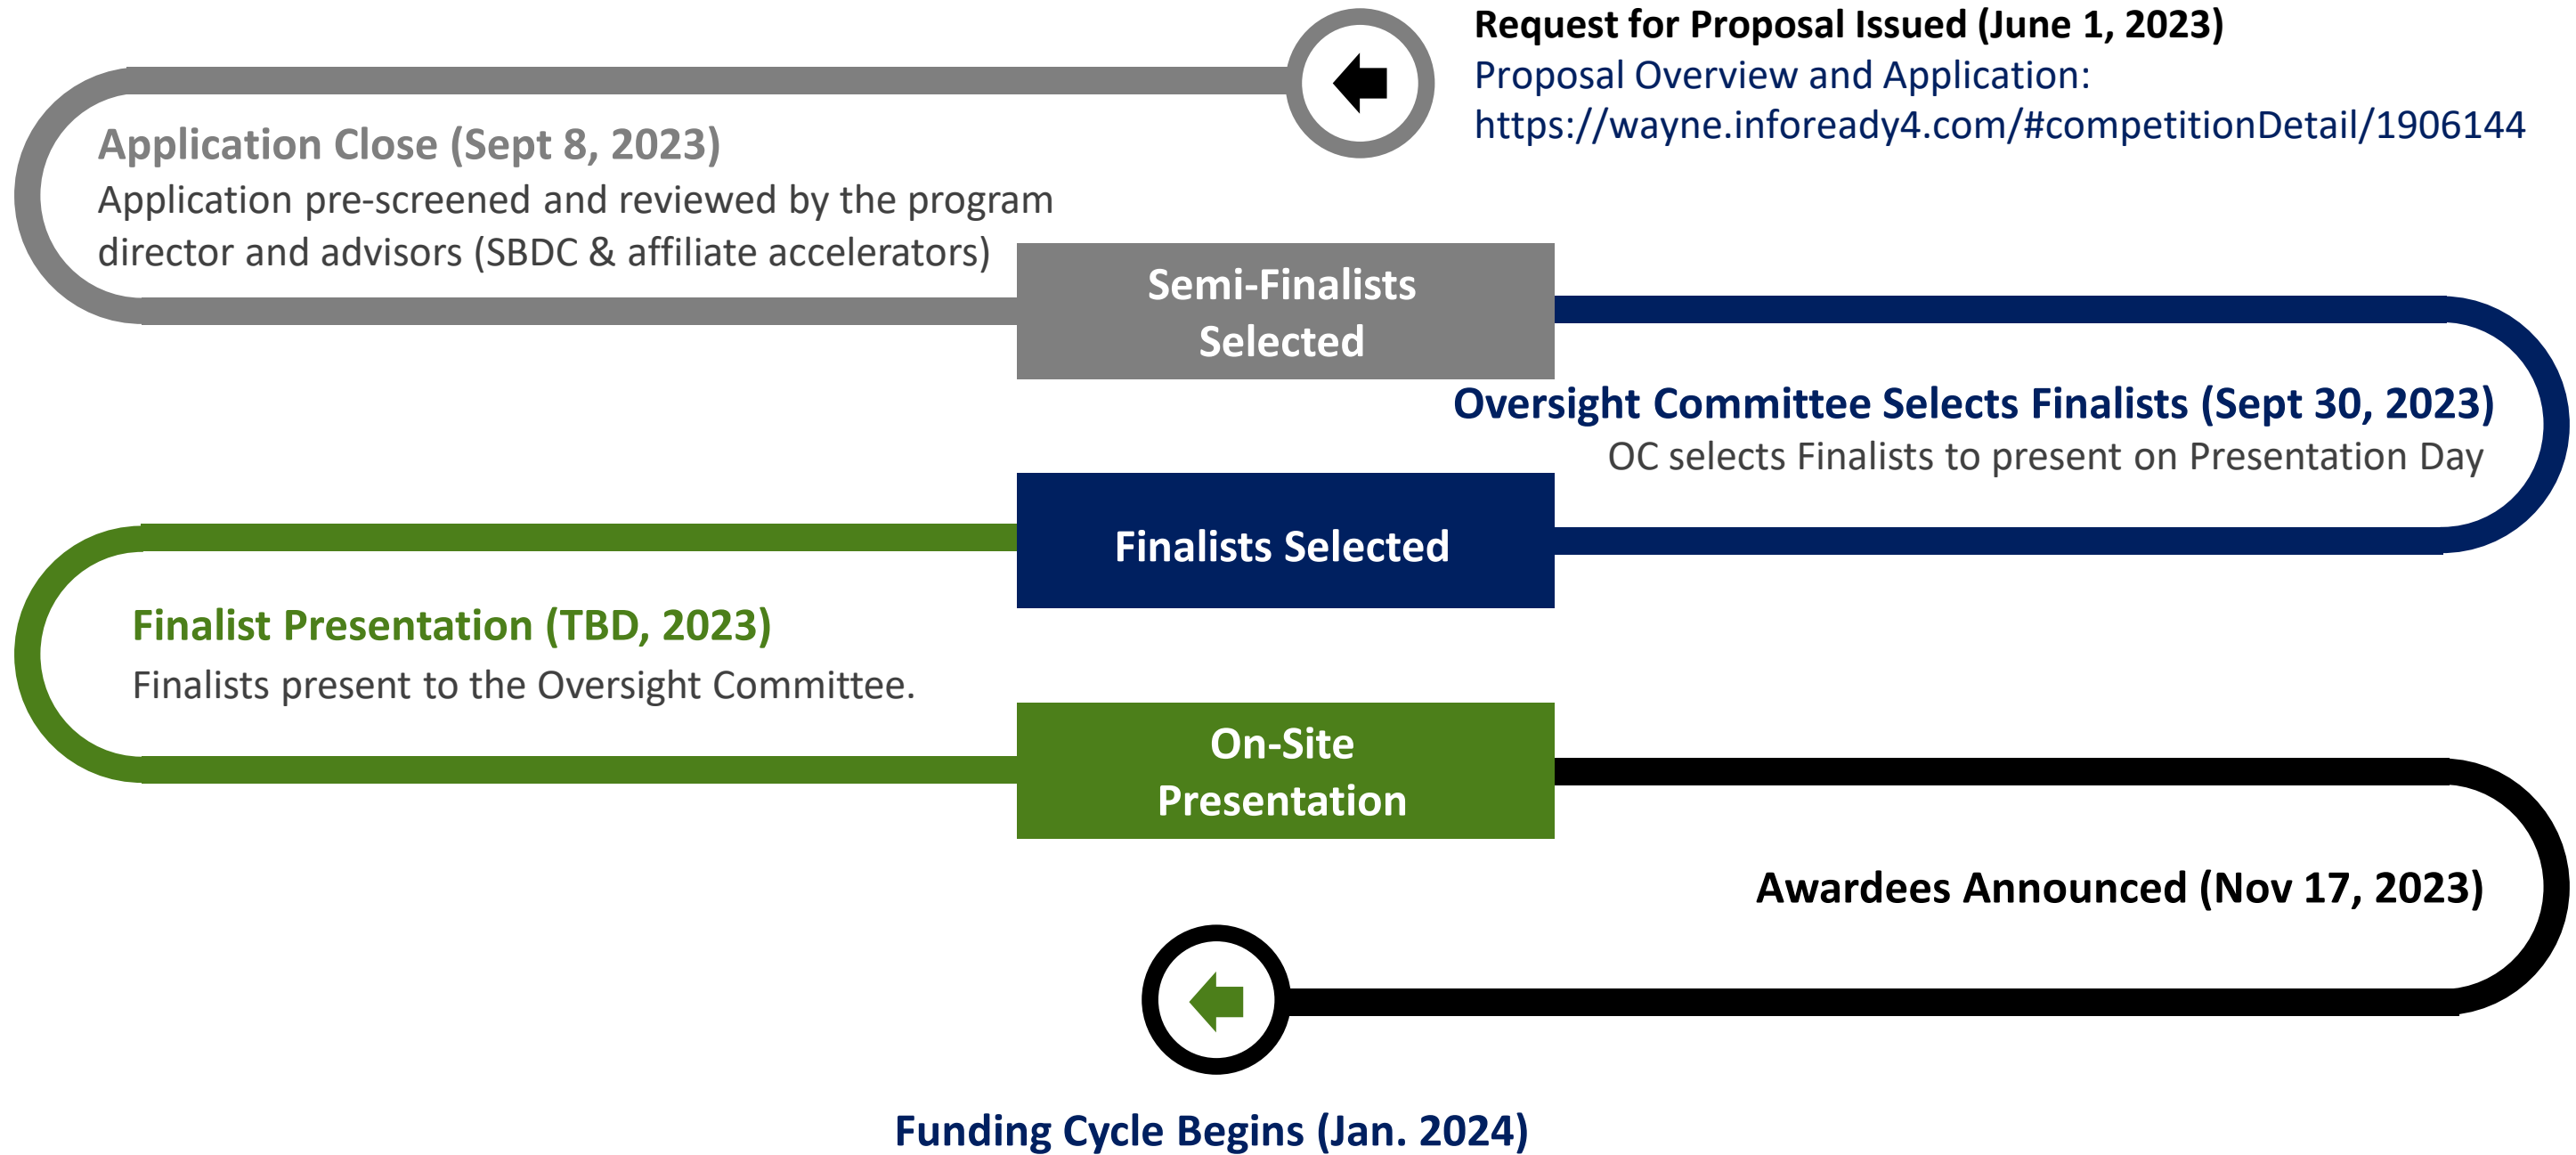 Request for Proposal Issued (June 1, 2023)
Proposal Overview and Application:
https://wayne.infoready4.com/#competitionDetail/1906144
Application Close (Sept 8, 2023)
Application pre-screened and reviewed by the program
director and advisors (SBDC & affiliate accelerators)
Semi-Finalists
Selected
Oversight Committee Selects Finalists (Sept 30, 2023)
OC selects Finalists to present on Presentation Day
Finalists Selected
Finalist Presentation (TBD, 2023)
Finalists present to the Oversight Committee.
On-Site
Presentation
Awardees Announced (Nov 17, 2023)
Funding Cycle Begins (Jan. 2024)